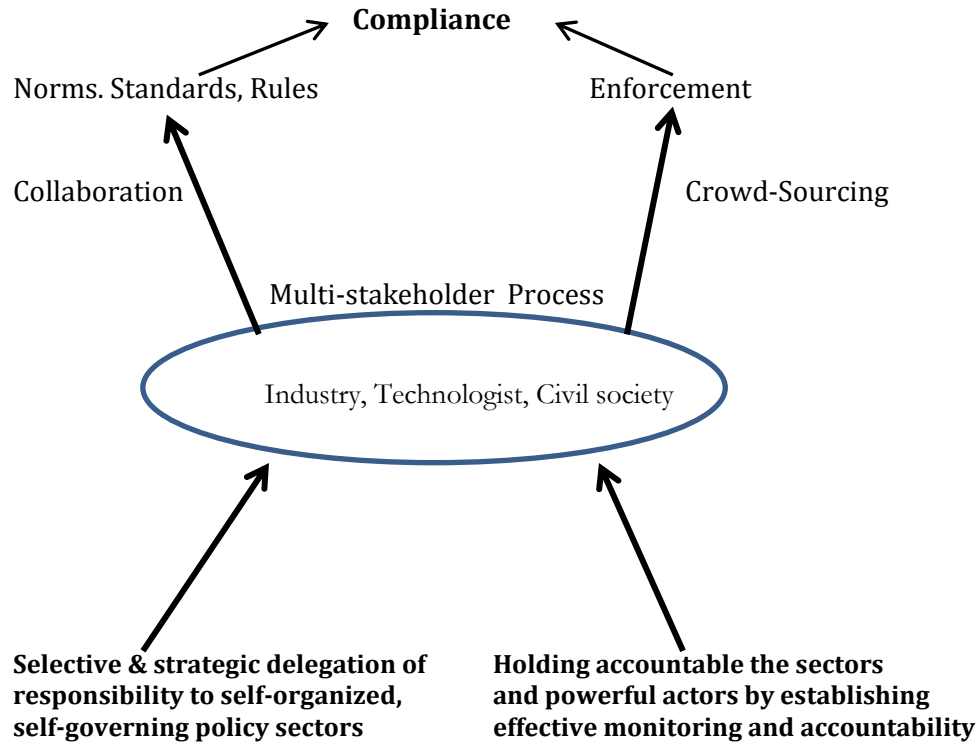 Compliance
Norms. Standards, Rules
Enforcement
Collaboration
Crowd-Sourcing
Multi-stakeholder Process
Industry, Technologist, Civil society
Selective & strategic delegation of
responsibility to self-organized,
self-governing policy sectors
Holding accountable the sectors
and powerful actors by establishing
effective monitoring and accountability